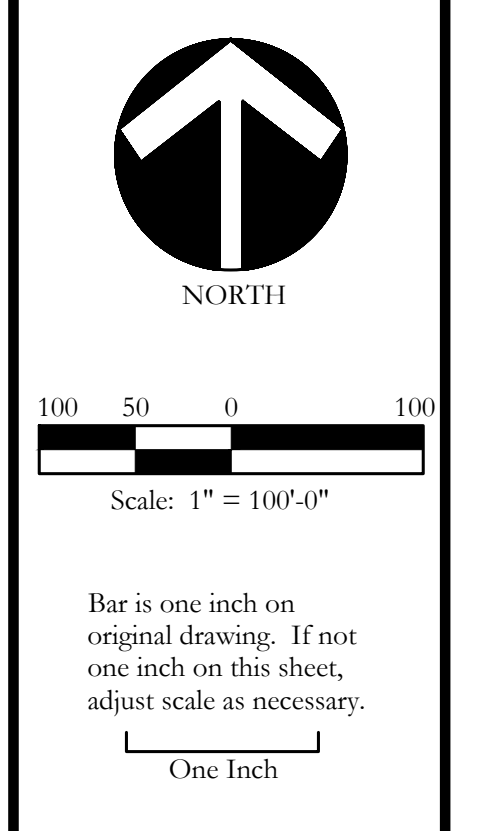 NORTH
100 50 0 100
Scale:  1" = 100'-0"
Bar is one inch on
original drawing.  If not
one inch on this sheet,
adjust scale as necessary.
One Inch